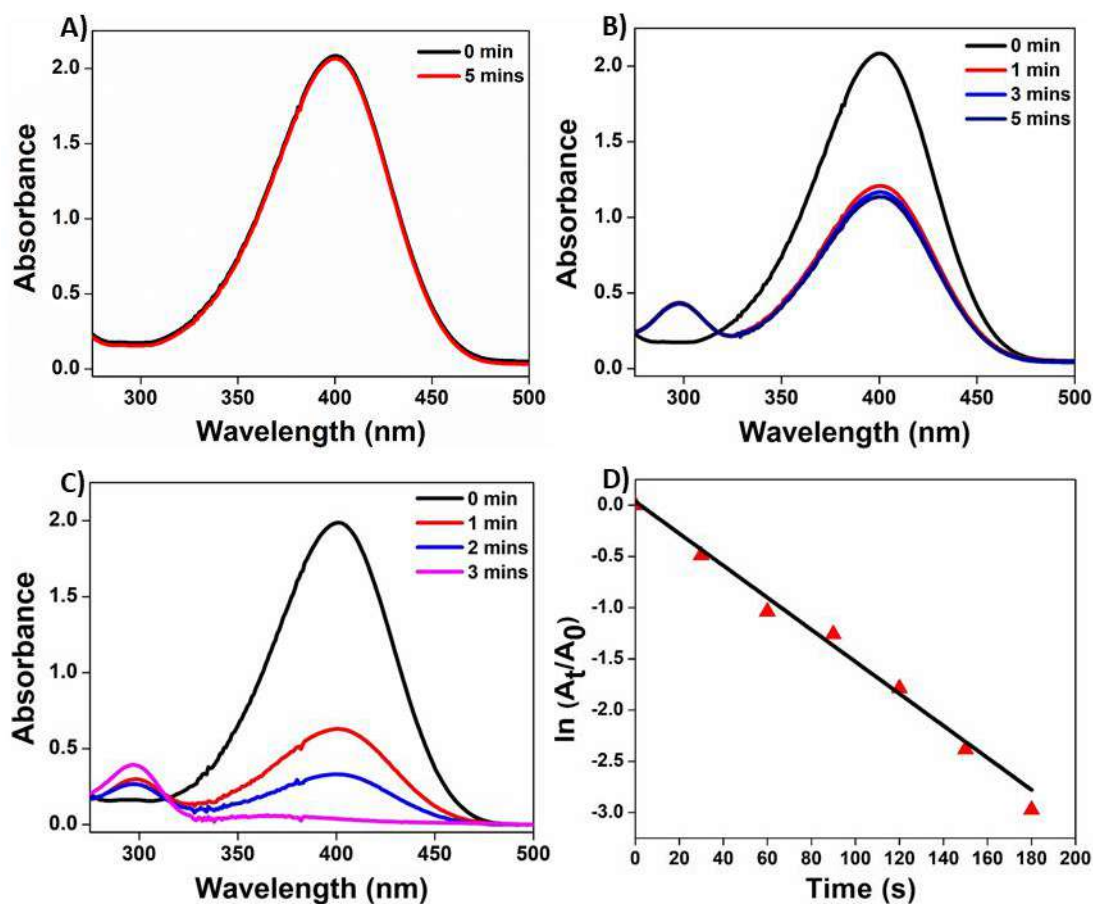 A)
0 min
5 mins
2.0
1.5
1.0
0.5
0.0
Absorbance
300 350 400 450 500
Wavelength (nm)
B)
0 min
1 min
3 mins
5 mins
2.0
1.5
1.0
0.5
0.0
Absorbance
300 350 400 450 500
Wavelength (nm)
C)
0 min
1 min
2 mins
3 mins
2.0
1.5
1.0
0.5
0.0
Absorbance
300 350 400 450 500
Wavelength (nm)
D)
0.0
-0.5
-1.0
-1.5
-2.0
-2.5
-3.0
ln (At/A0)
0 20 40 60 80 100 120 140 160 180 200
Time (s)